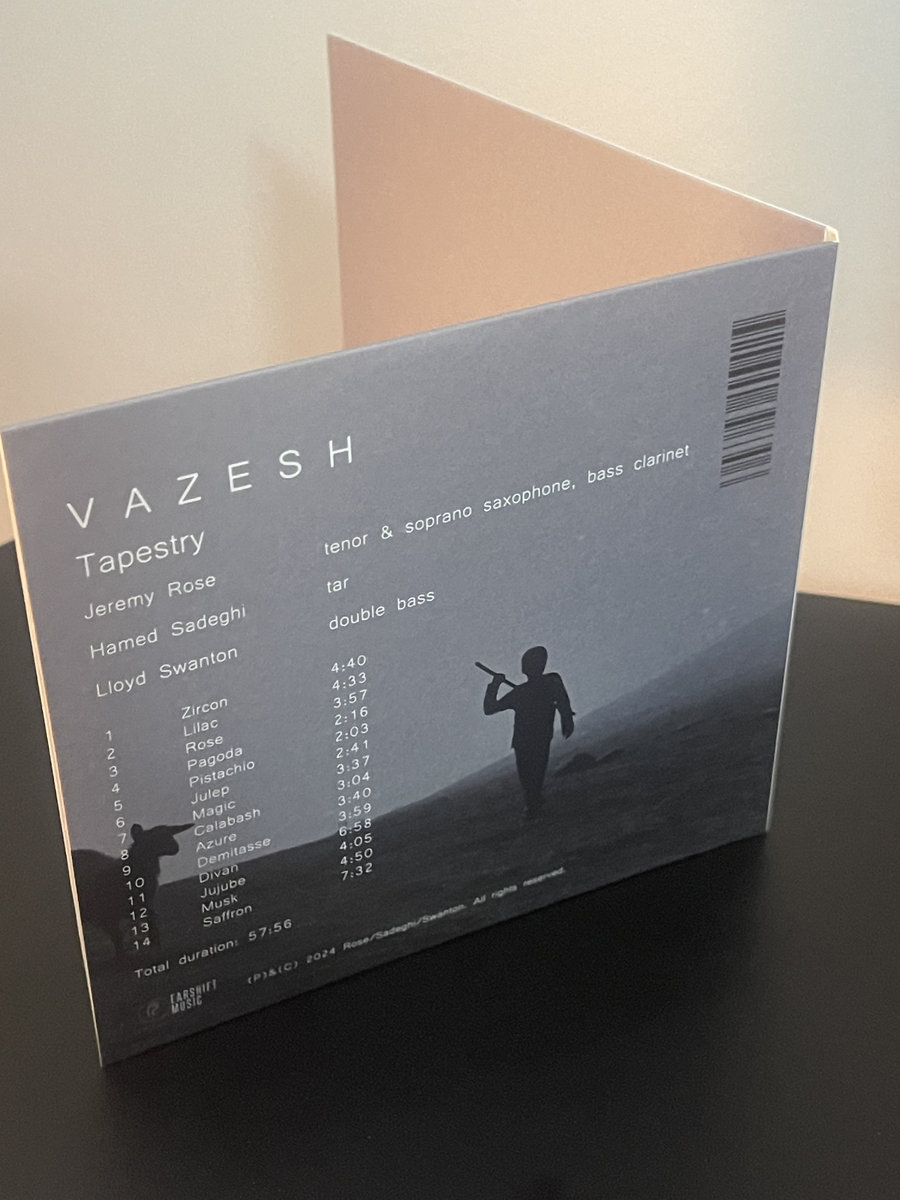 VAZESH
Tapestry
Jeremy Rose tenor & soprano saxophone, bass clarinet
Hamed Sadeghi tar
Lloyd Swanton double bass
1 Zircon 4:40
2 Lilac 4:33
3 Rose 3:57
4 Pagoda 2:16
5 Pistachio 2:03
6 Julep 2:41
7 Magic 3:37
8 Calabash 3:04
9 Azure 3:40
10 Demitasse 3:59
11 Divan 6:58
12 Jujube 4:05
13 Musk 4:50
14 Saffron 7:32
Total duration: 57:56
(P)&(C) 2024 Rose/Sadeghi/Swanton. All rights reserved.
EARSHIFT
MUSIC